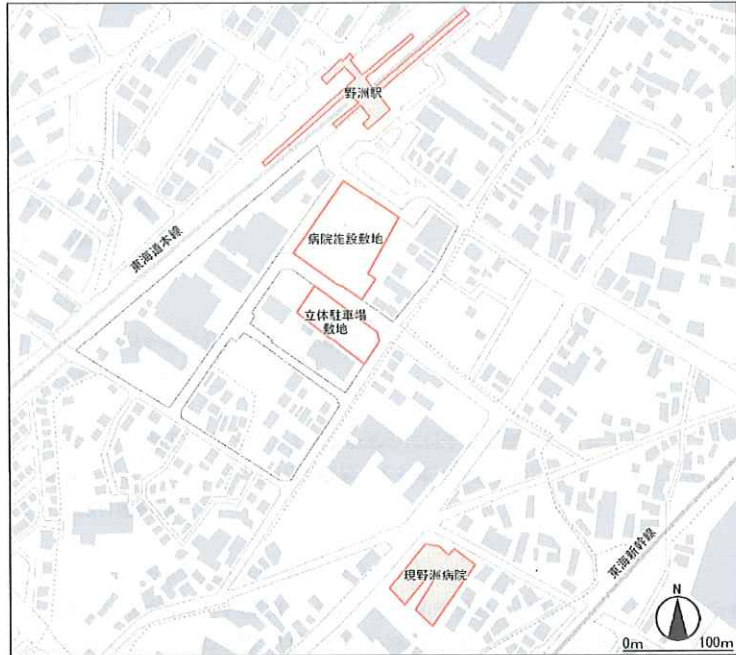 野洲駅
東海道本線
病院施設敷地
立体駐車場
敷地
現野洲病院
東海新幹線
N
0m 100m